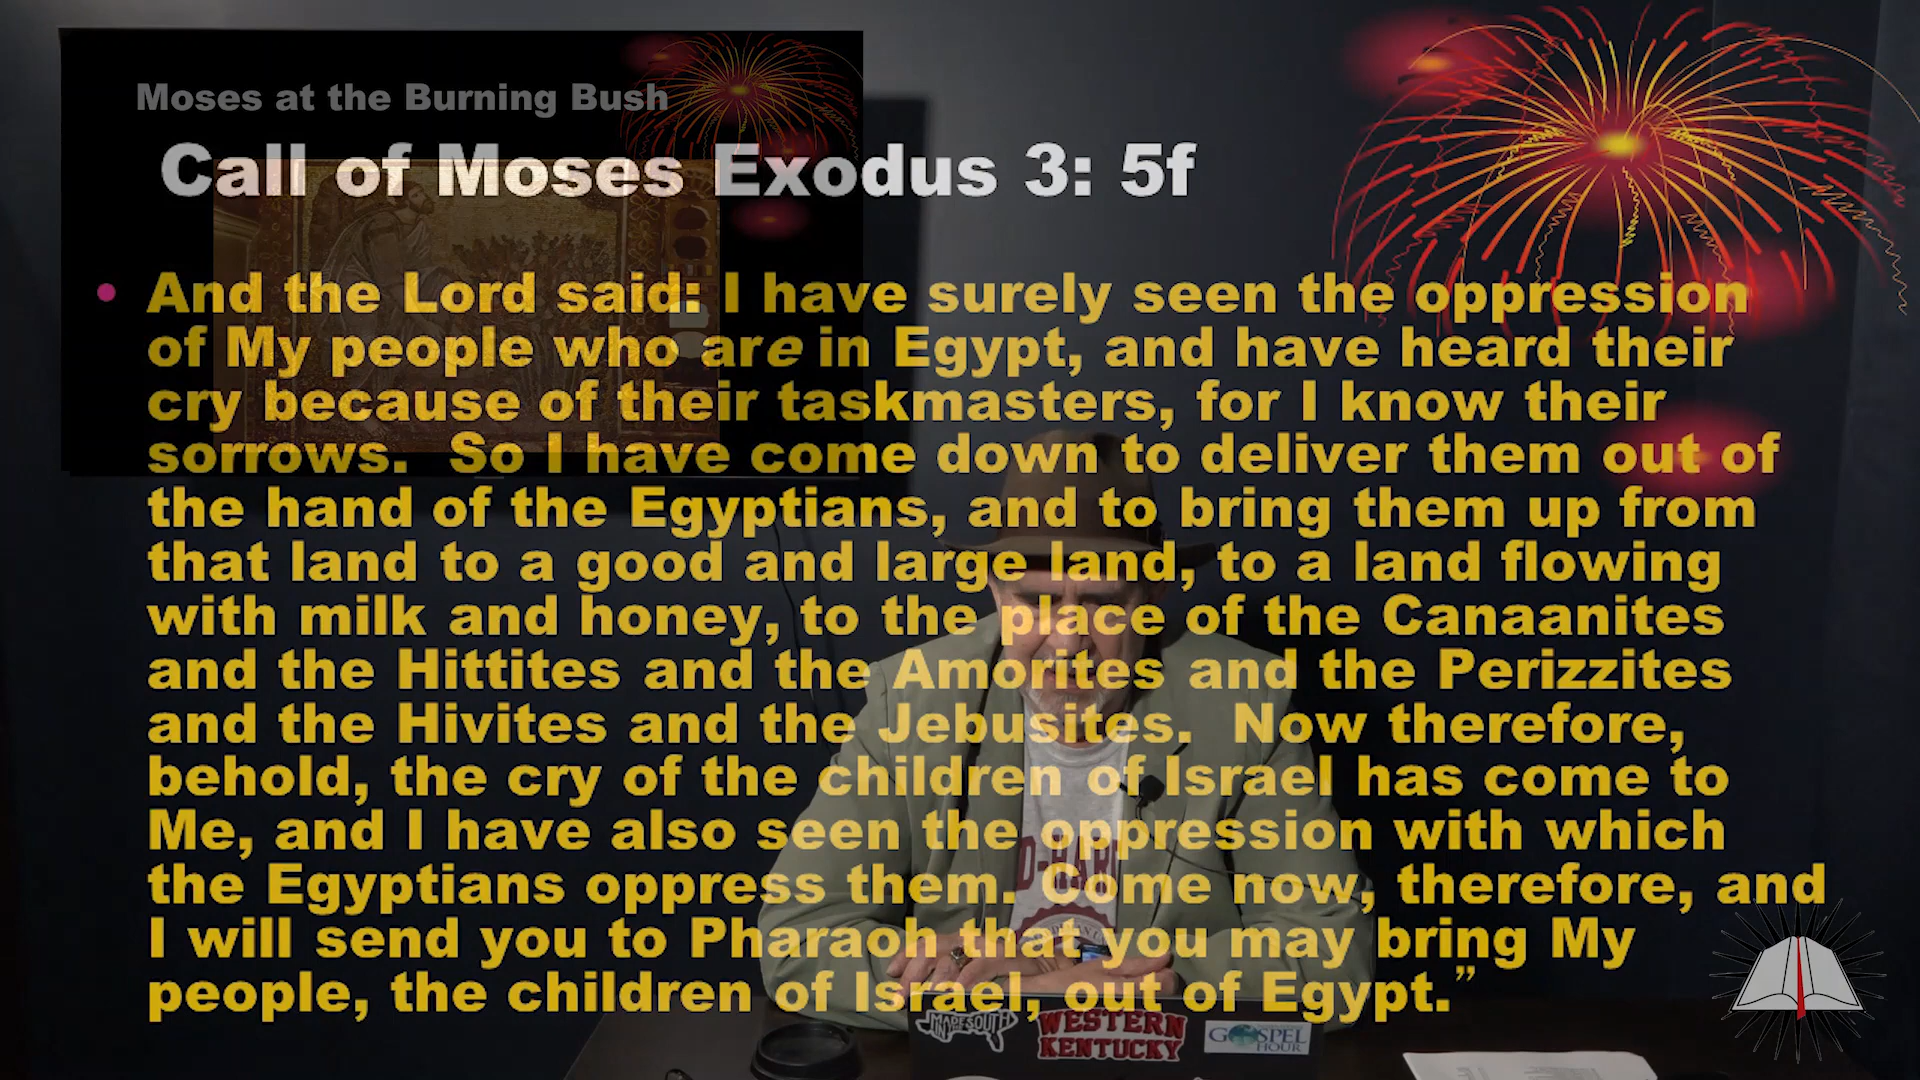 Moses at the Burning Bush
Call of Moses Exodus 3: 5f
• And the Lord said: I have surely seen the oppression
of My people who are in Egypt, and have heard their
cry because of their taskmasters, for I know their
sorrows.  So I have come down to deliver them out of
the hand of the Egyptians, and to bring them up from
that land to a good and large land, to a land flowing
with milk and honey, to the place of the Canaanites
and the Hittites and the Amorites and the Perizzites
and the Hivites and the Jebusites.  Now therefore,
behold, the cry of the children of Israel has come to
Me, and I have also seen the oppression with which
the Egyptians oppress them. Come now, therefore, and
I will send you to Pharaoh that you may bring My
people, the children of Israel, out of Egypt.”
WESTERN
KENTUCKY
GOSPEL
HOUR